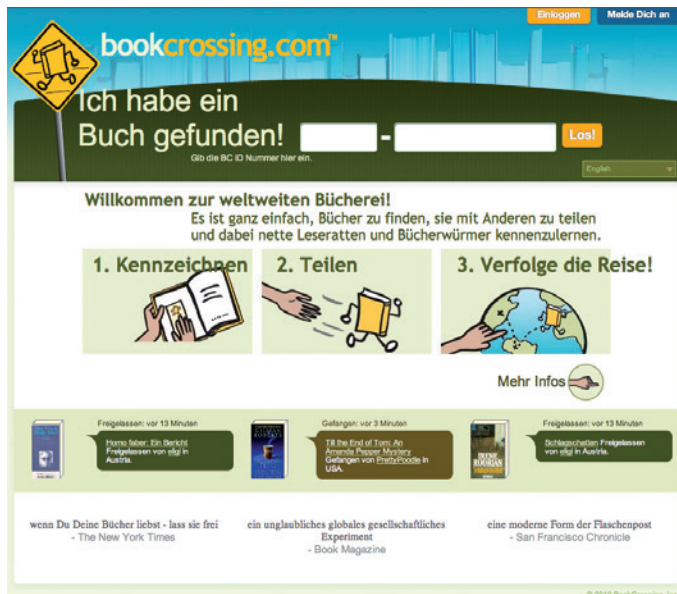 Einloggen
Melde Dich an
bookcrossing.com™
Ich habe ein
Buch gefunden!
-
Los!
Gib die BC ID Nummer hier ein.
English
Willkommen zur weltweiten Bücherei!
Es ist ganz einfach, Bücher zu finden, sie mit Anderen zu teilen
und dabei nette Leseratten und Bücherwürmer kennenzulernen.
1. Kennzeichnen
2. Teilen
3. Verfolge die Reise!
Mehr Infos
Freigelassen: vor 13 Minuten
Homo faber: Ein Bericht
Freigelassen von eligi in
Austria.
Gefangen: vor 3 Minuten
Till the End of Tom: An
Amanda Pepper Mystery
Gefangen von PrettyPoodle in
USA.
Freigelassen: vor 13 Minuten
Schlagschatten Freigelassen
von eligi in Austria.
IRENE
RODRIAN
wenn Du Deine Bücher liebst - lass sie frei
- The New York Times
ein unglaubliches globales gesellschaftliches
Experiment
- Book Magazine
eine moderne Form der Flaschenpost
- San Francisco Chronicle